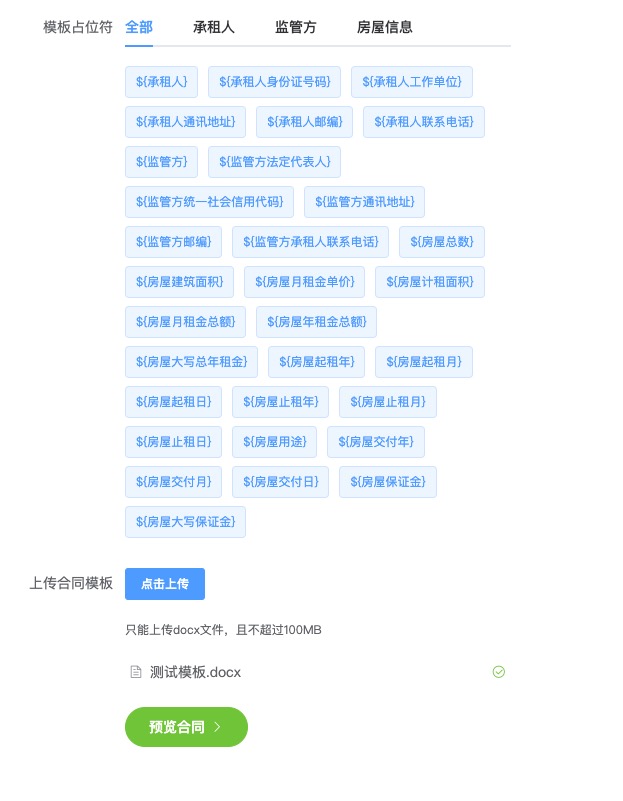 模板占位符 全部 承租人 监管方 房屋信息
${承租人} ${承租人身份证号码} ${承租人工作单位}
${承租人通讯地址} ${承租人邮编} ${承租人联系电话}
${监管方} ${监管方法定代表人}
${监管方统一社会信用代码} ${监管方通讯地址}
${监管方邮编} ${监管方承租人联系电话} ${房屋总数}
${房屋建筑面积} ${房屋月租金单价} ${房屋计租面积}
${房屋月租金总额} ${房屋年租金总额}
${房屋大写总年租金} ${房屋起租年} ${房屋起租月}
${房屋起租日} ${房屋止租年} ${房屋止租月}
${房屋止租日} ${房屋用途} ${房屋交付年}
${房屋交付月} ${房屋交付日} ${房屋保证金}
${房屋大写保证金}
上传合同模板 点击上传
只能上传docx文件，且不超过100MB
测试模板.docx
预览合同